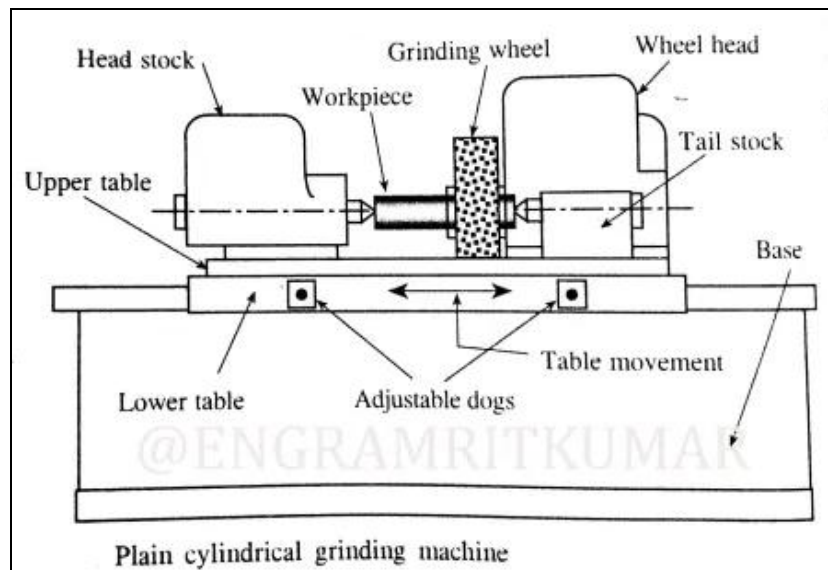 Head stock
Grinding wheel
Wheel head
Workpiece
Tail stock
Upper table
Base
Table movement
Lower table
Adjustable dogs
@ENGRAMRITKUMAR
Plain cylindrical grinding machine